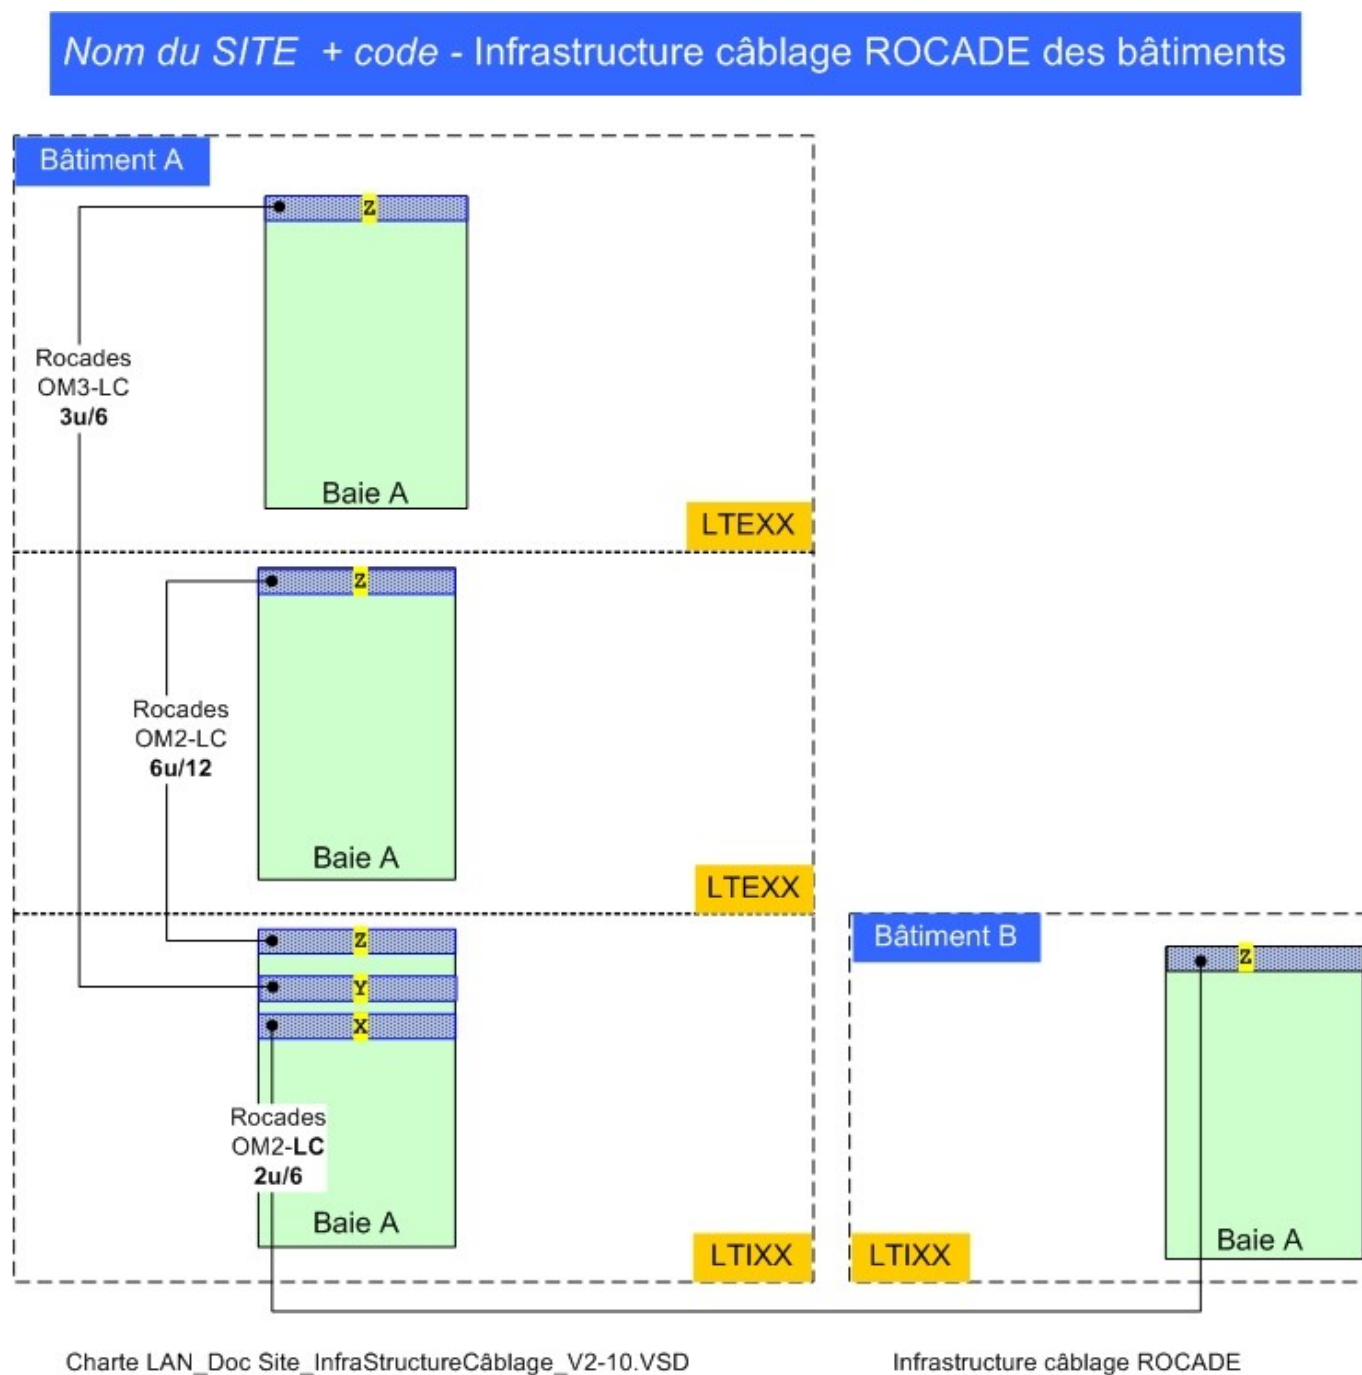 Nom du SITE + code - Infrastructure câblage ROCADE des bâtiments
Bâtiment A
Z
Rocades
OM3-LC
3u/6
Baie A
LTEXX
Z
Rocades
OM2-LC
6u/12
Baie A
LTEXX
Z
Y
X
Rocades
OM2-LC
2u/6
Baie A
LTIXX
Bâtiment B
Z
Baie A
LTIXX
Charte LAN_Doc Site_InfraStructureCâblage_V2-10.VSD
Infrastructure câblage ROCADE